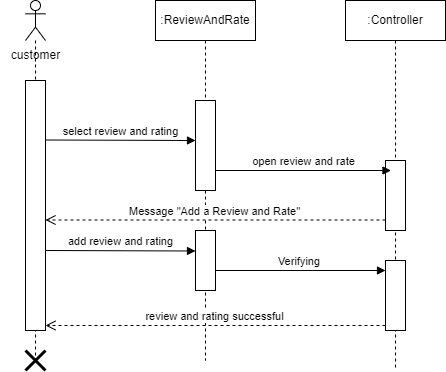 :ReviewAndRate
:Controller
customer
select review and rating
open review and rate
Message "Add a Review and Rate"
add review and rating
Verifying
review and rating successful